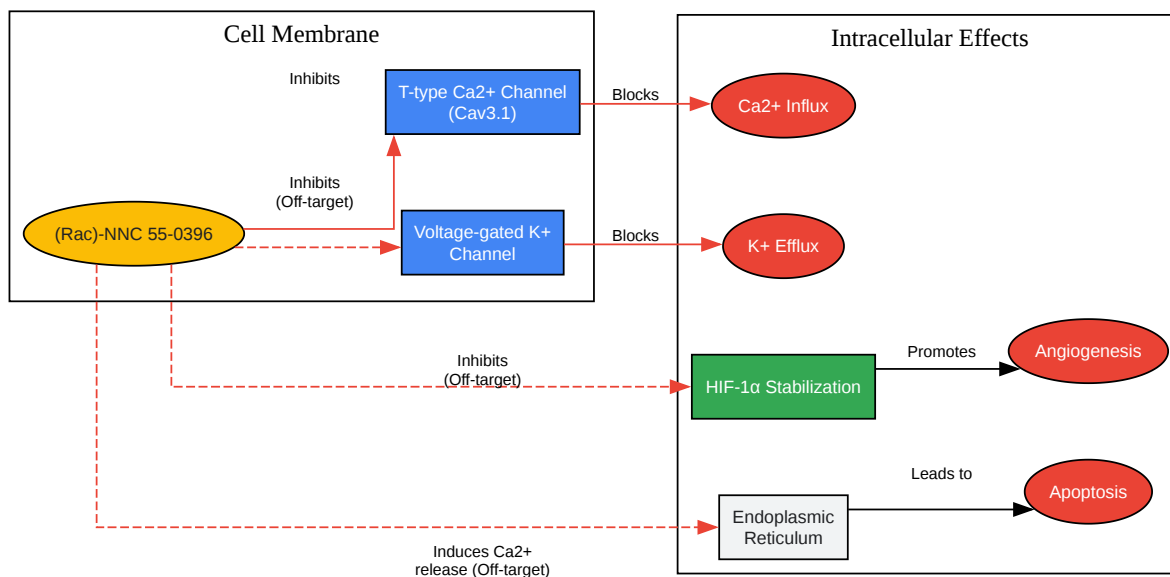 Cell Membrane
Inhibits
T-type Ca2+ Channel
(Cav3.1)
Inhibits
(Off-target)
(Rac)-NNC 55-0396
Voltage-gated K+
Channel
Intracellular Effects
Blocks
Ca2+ Influx
Blocks
K+ Efflux
Inhibits
(Off-target)
HIF-1α Stabilization
Promotes
Angiogenesis
Induces Ca2+
release (Off-target)
Endoplasmic
Reticulum
Leads to
Apoptosis